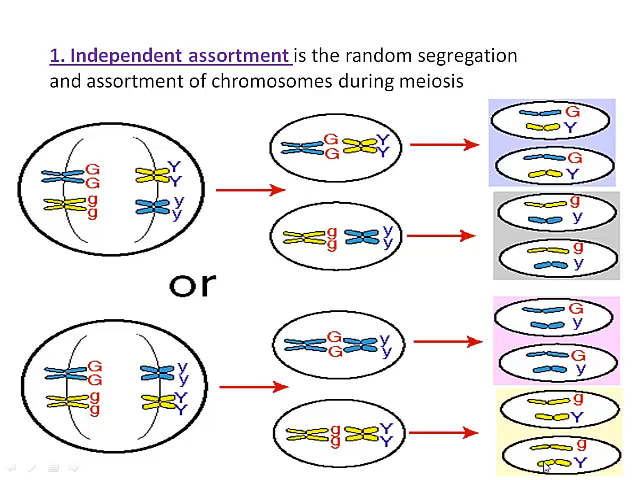 1. Independent assortment is the random segregation
and assortment of chromosomes during meiosis
G Y
G Y
g y
g y
G Y
G Y
g y
g y
G
Y
G
Y
g
y
g
y
or
G y
G y
g Y
g Y
G y
G y
g Y
g Y
G
y
G
y
g
Y
g
Y